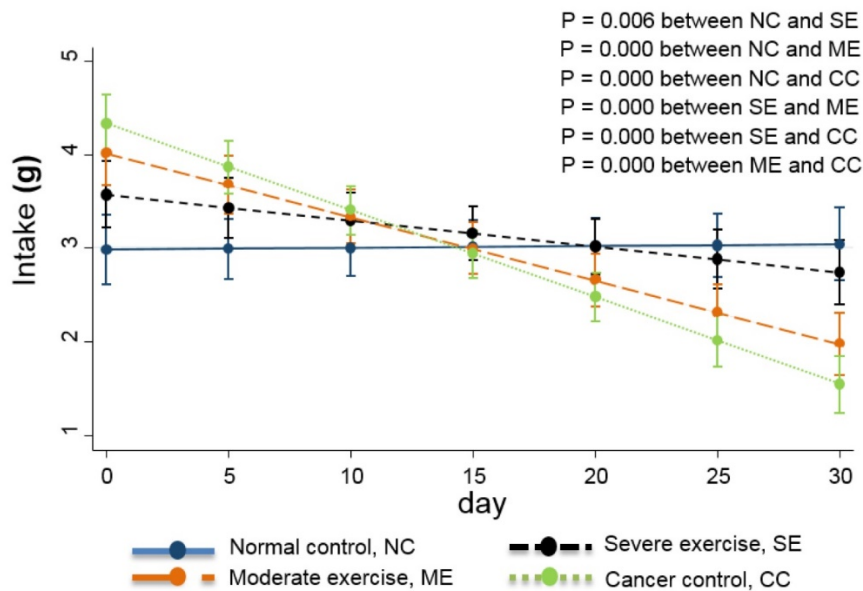 P = 0.006 between NC and SE
P = 0.000 between NC and ME
P = 0.000 between NC and CC
P = 0.000 between SE and ME
P = 0.000 between SE and CC
P = 0.000 between ME and CC
Intake (g)
5
4
3
2
1
0 5 10 15 20 25 30
day
Normal control, NC
Severe exercise, SE
Moderate exercise, ME
Cancer control, CC